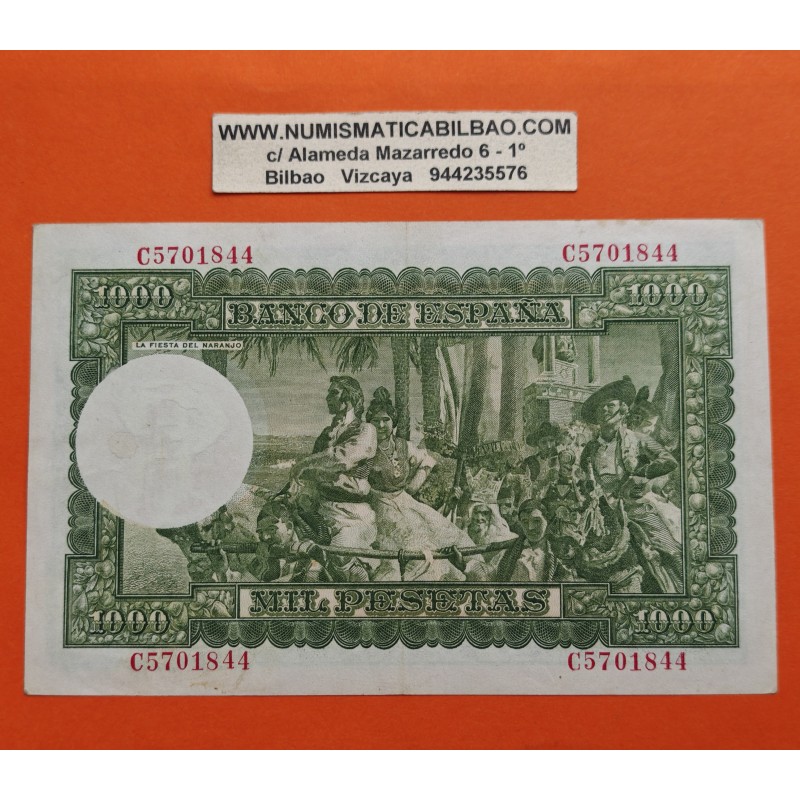 WWW.NUMISMATICABILBAO.COM
c/ Alameda Mazarredo 6 - 1º
Bilbao Vizcaya 944235576
C5701844 C5701844
1000 BANCO DE ESPAÑA 1000
LA FIESTA DEL NARANJO
1000 MIL PESETAS 1000
C5701844 C5701844